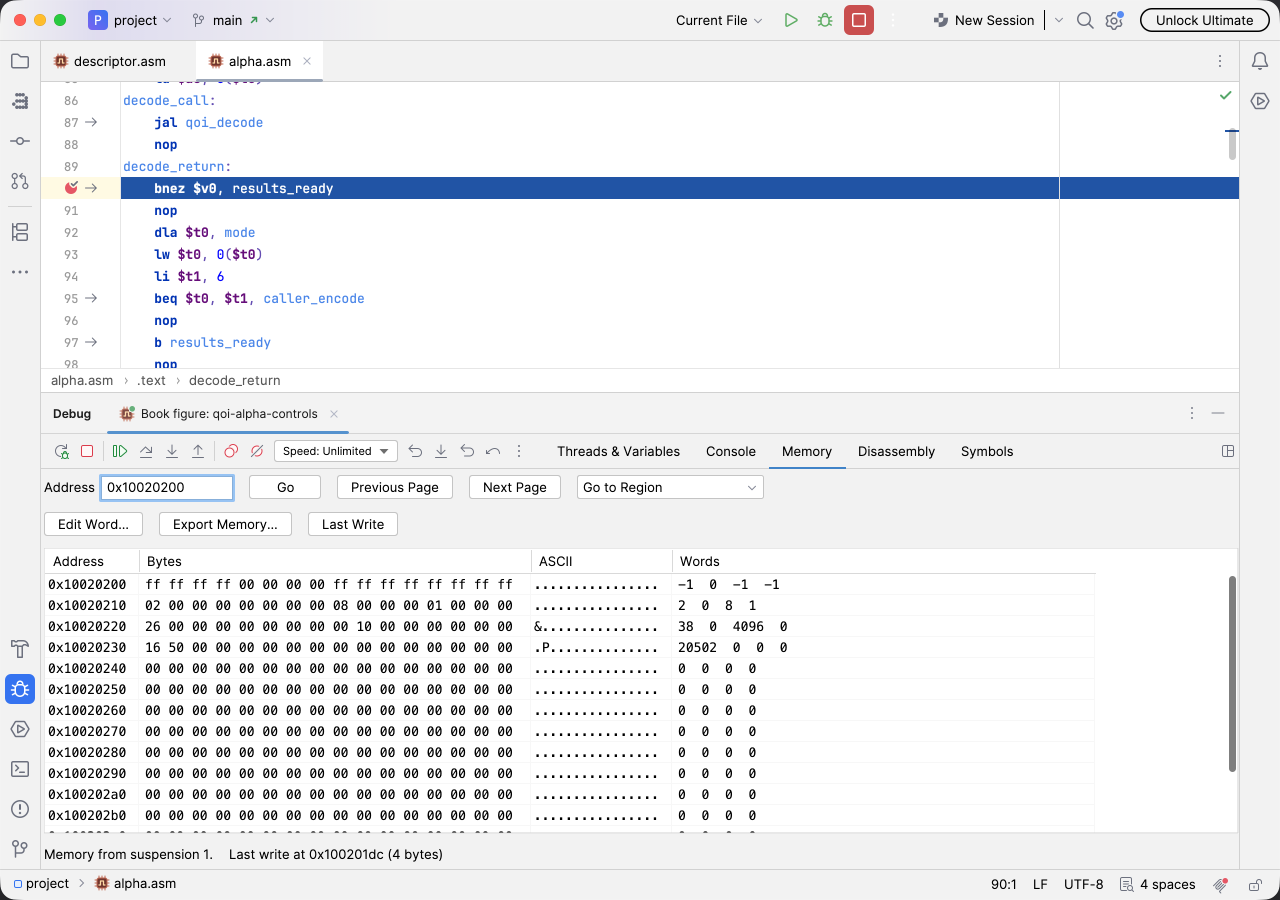 P project main Current File New Session Unlock Ultimate
descriptor.asm alpha.asm
86 decode_call:
87 jal qoi_decode
88 nop
89 decode_return:
bnez $v0, results_ready
91 nop
92 dla $t0, mode
93 lw $t0, 0($t0)
94 li $t1, 6
95 beq $t0, $t1, caller_encode
96 nop
97 b results_ready
98 nop
alpha.asm › .text › decode_return
Debug Book figure: qoi-alpha-controls
Speed: Unlimited Threads & Variables Console Memory Disassembly Symbols
Address 0x10020200 Go Previous Page Next Page Go to Region
Edit Word... Export Memory... Last Write
Address Bytes ASCII Words
0x10020200 ff ff ff ff 00 00 00 00 ff ff ff ff ff ff ff ff ................ −1 0 −1 −1
0x10020210 02 00 00 00 00 00 00 00 08 00 00 00 01 00 00 00 ................ 2 0 8 1
0x10020220 26 00 00 00 00 00 00 00 00 10 00 00 00 00 00 00 &............... 38 0 4096 0
0x10020230 16 50 00 00 00 00 00 00 00 00 00 00 00 00 00 00 .P.............. 20502 0 0 0
0x10020240 00 00 00 00 00 00 00 00 00 00 00 00 00 00 00 00 ................ 0 0 0 0
0x10020250 00 00 00 00 00 00 00 00 00 00 00 00 00 00 00 00 ................ 0 0 0 0
0x10020260 00 00 00 00 00 00 00 00 00 00 00 00 00 00 00 00 ................ 0 0 0 0
0x10020270 00 00 00 00 00 00 00 00 00 00 00 00 00 00 00 00 ................ 0 0 0 0
0x10020280 00 00 00 00 00 00 00 00 00 00 00 00 00 00 00 00 ................ 0 0 0 0
0x10020290 00 00 00 00 00 00 00 00 00 00 00 00 00 00 00 00 ................ 0 0 0 0
0x100202a0 00 00 00 00 00 00 00 00 00 00 00 00 00 00 00 00 ................ 0 0 0 0
0x100202b0 00 00 00 00 00 00 00 00 00 00 00 00 00 00 00 00 ................ 0 0 0 0
Memory from suspension 1. Last write at 0x100201dc (4 bytes)
project › alpha.asm 90:1 LF UTF-8 4 spaces